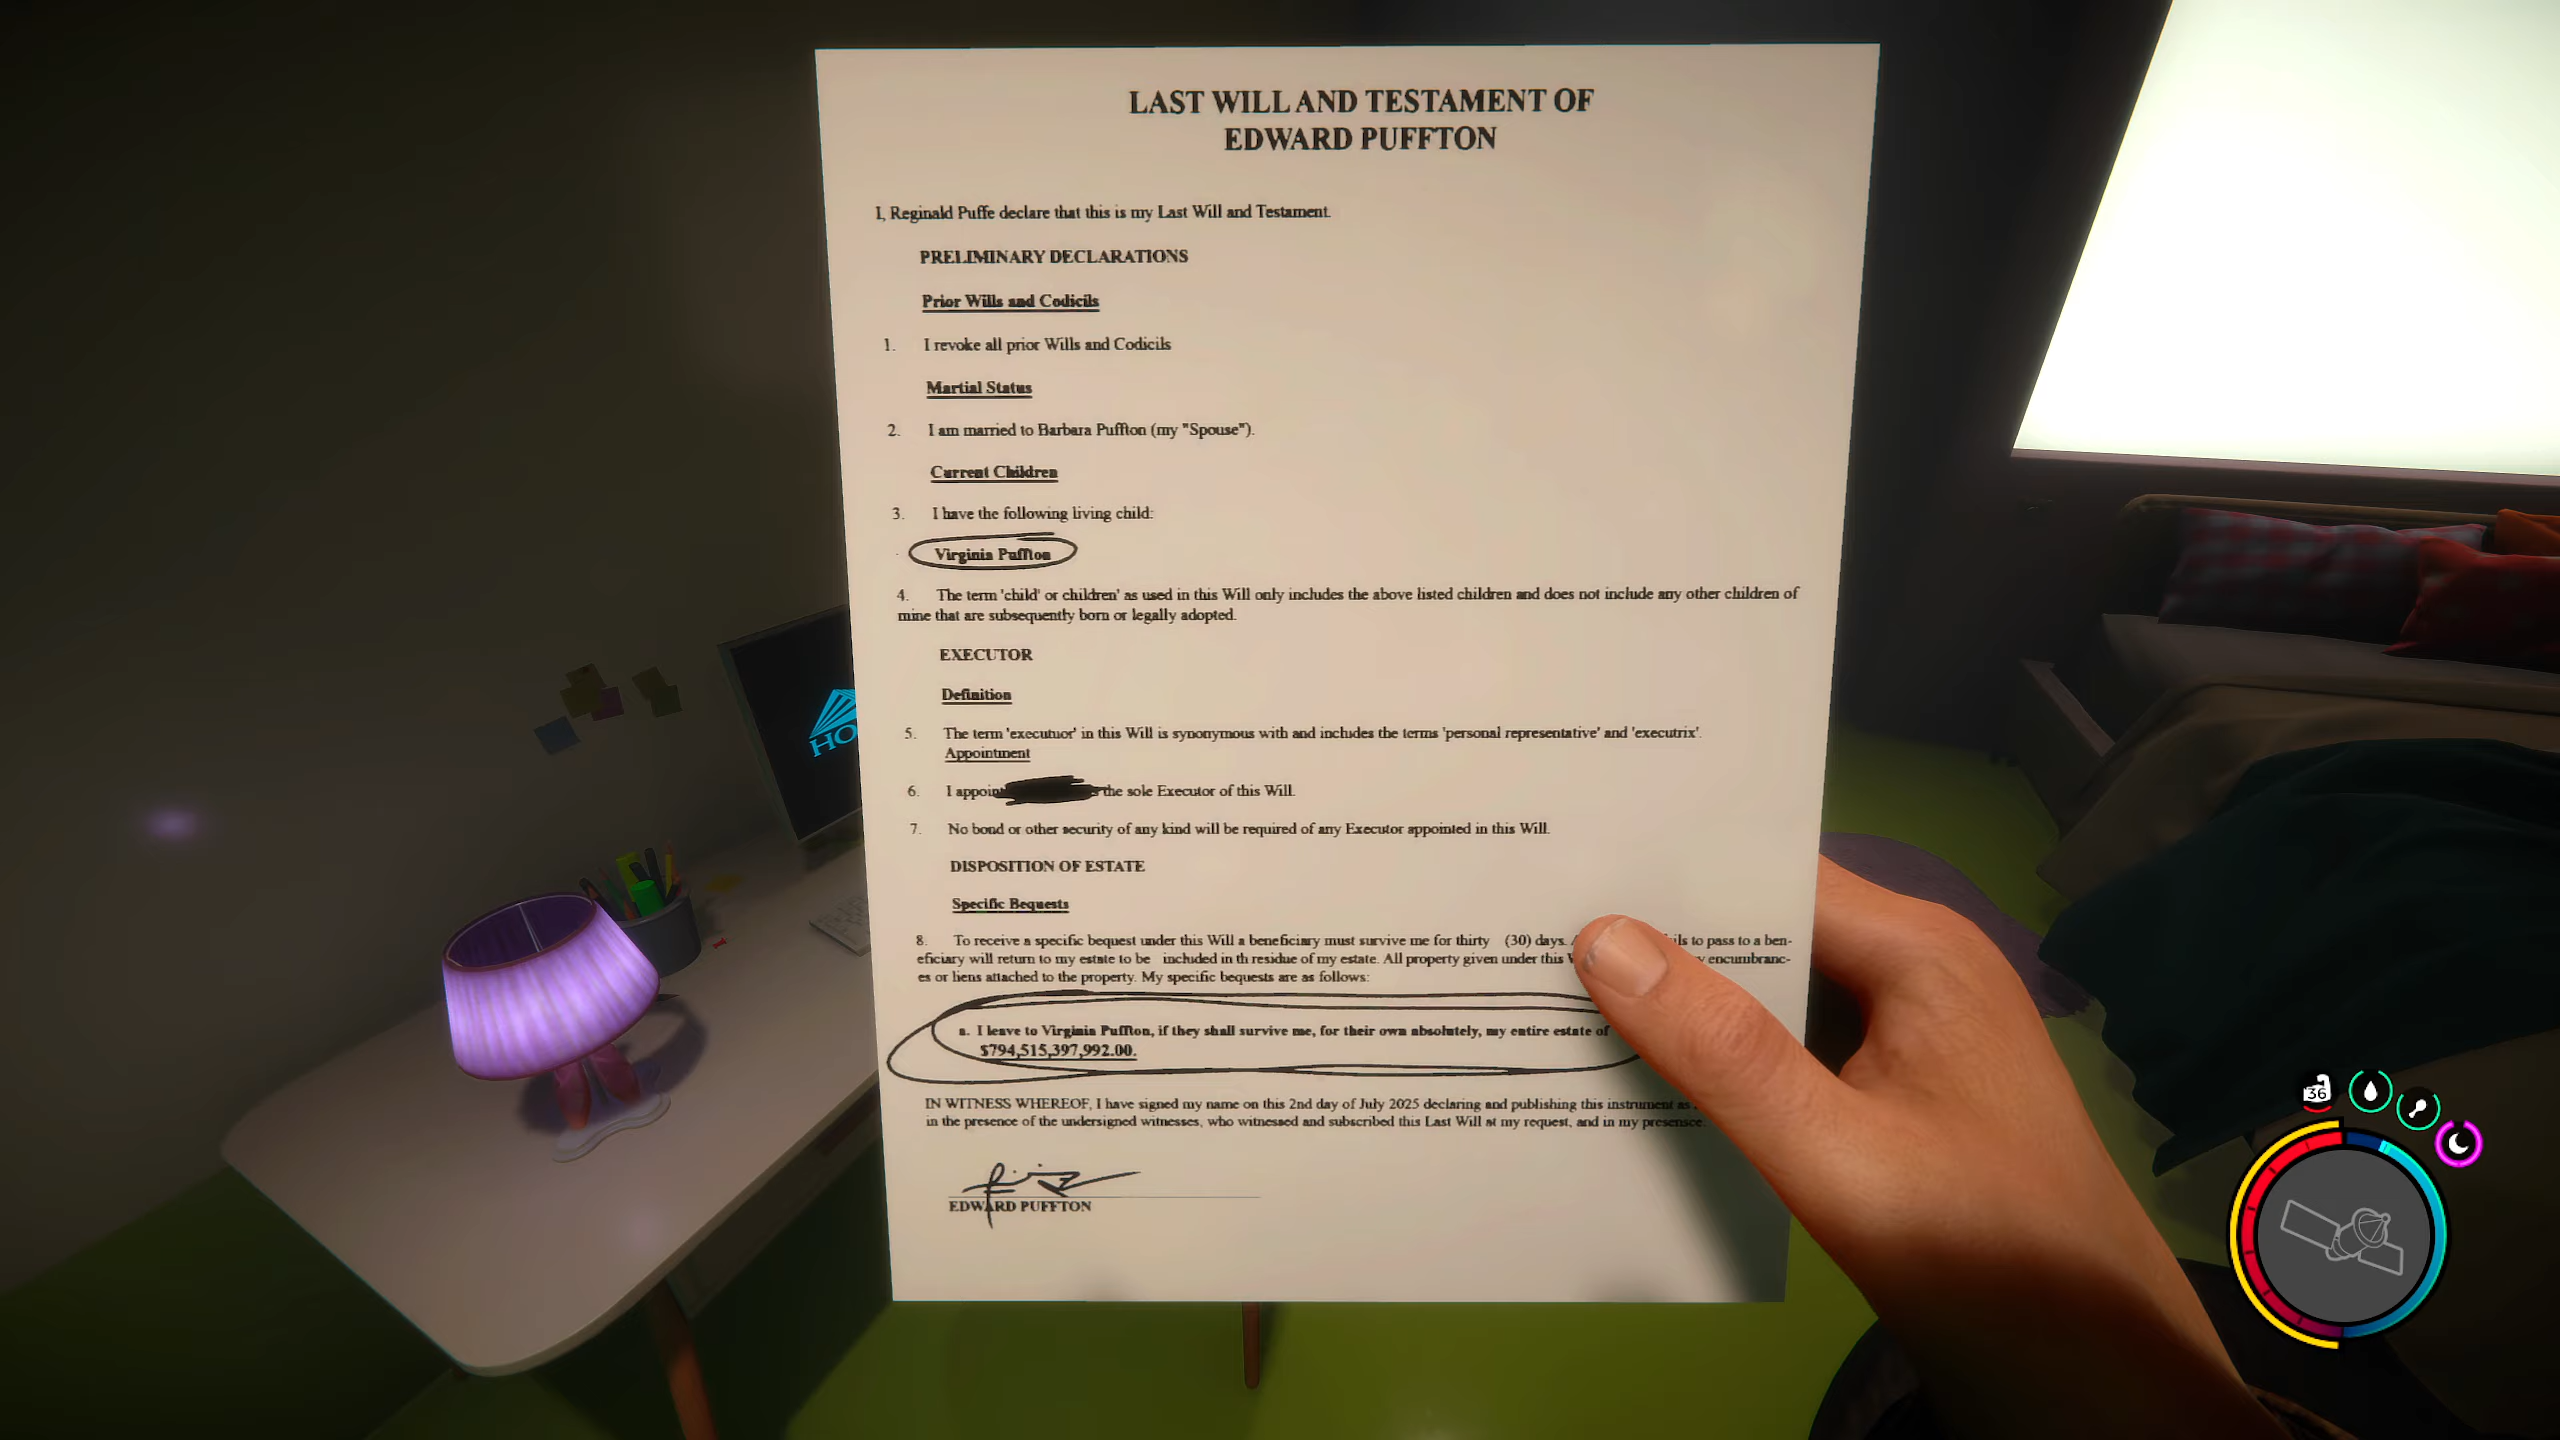 LAST WILL AND TESTAMENT OF
EDWARD PUFFTON
I, Reginald Puffe declare that this is my Last Will and Testament.
PRELIMINARY DECLARATIONS
Prior Wills and Codicils
1. I revoke all prior Wills and Codicils
Martial Status
2. I am married to Barbara Puffton (my "Spouse").
Current Children
3. I have the following living child:
Virginia Puffton
4. The term 'child' or children' as used in this Will only includes the above listed children and does not include any other children of
mine that are subsequently born or legally adopted.
EXECUTOR
Definition
5. The term 'executuor' in this Will is synonymous with and includes the terms 'personal representative' and 'executrix'.
Appointment
6. I appoint the sole Executor of this Will.
7. No bond or other security of any kind will be required of any Executor appointed in this Will.
DISPOSITION OF ESTATE
Specific Bequests
8. To receive a specific bequest under this Will a beneficiary must survive me for thirty (30) days. to pass to a ben-
eficiary will return to my estate to be included in th residue of my estate. All property given under this encumbranc-
es or liens attached to the property. My specific bequests are as follows:
a. I leave to Virginia Puffton, if they shall survive me, for their own absolutely, my entire estate of
$794,515,397,992.00.
IN WITNESS WHEREOF, I have signed my name on this 2nd day of July 2025 declaring and publishing this instrument as
in the presence of the undersigned witnesses, who witnessed and subscribed this Last Will at my request, and in my presensce.
EDWARD PUFFTON
HO
36